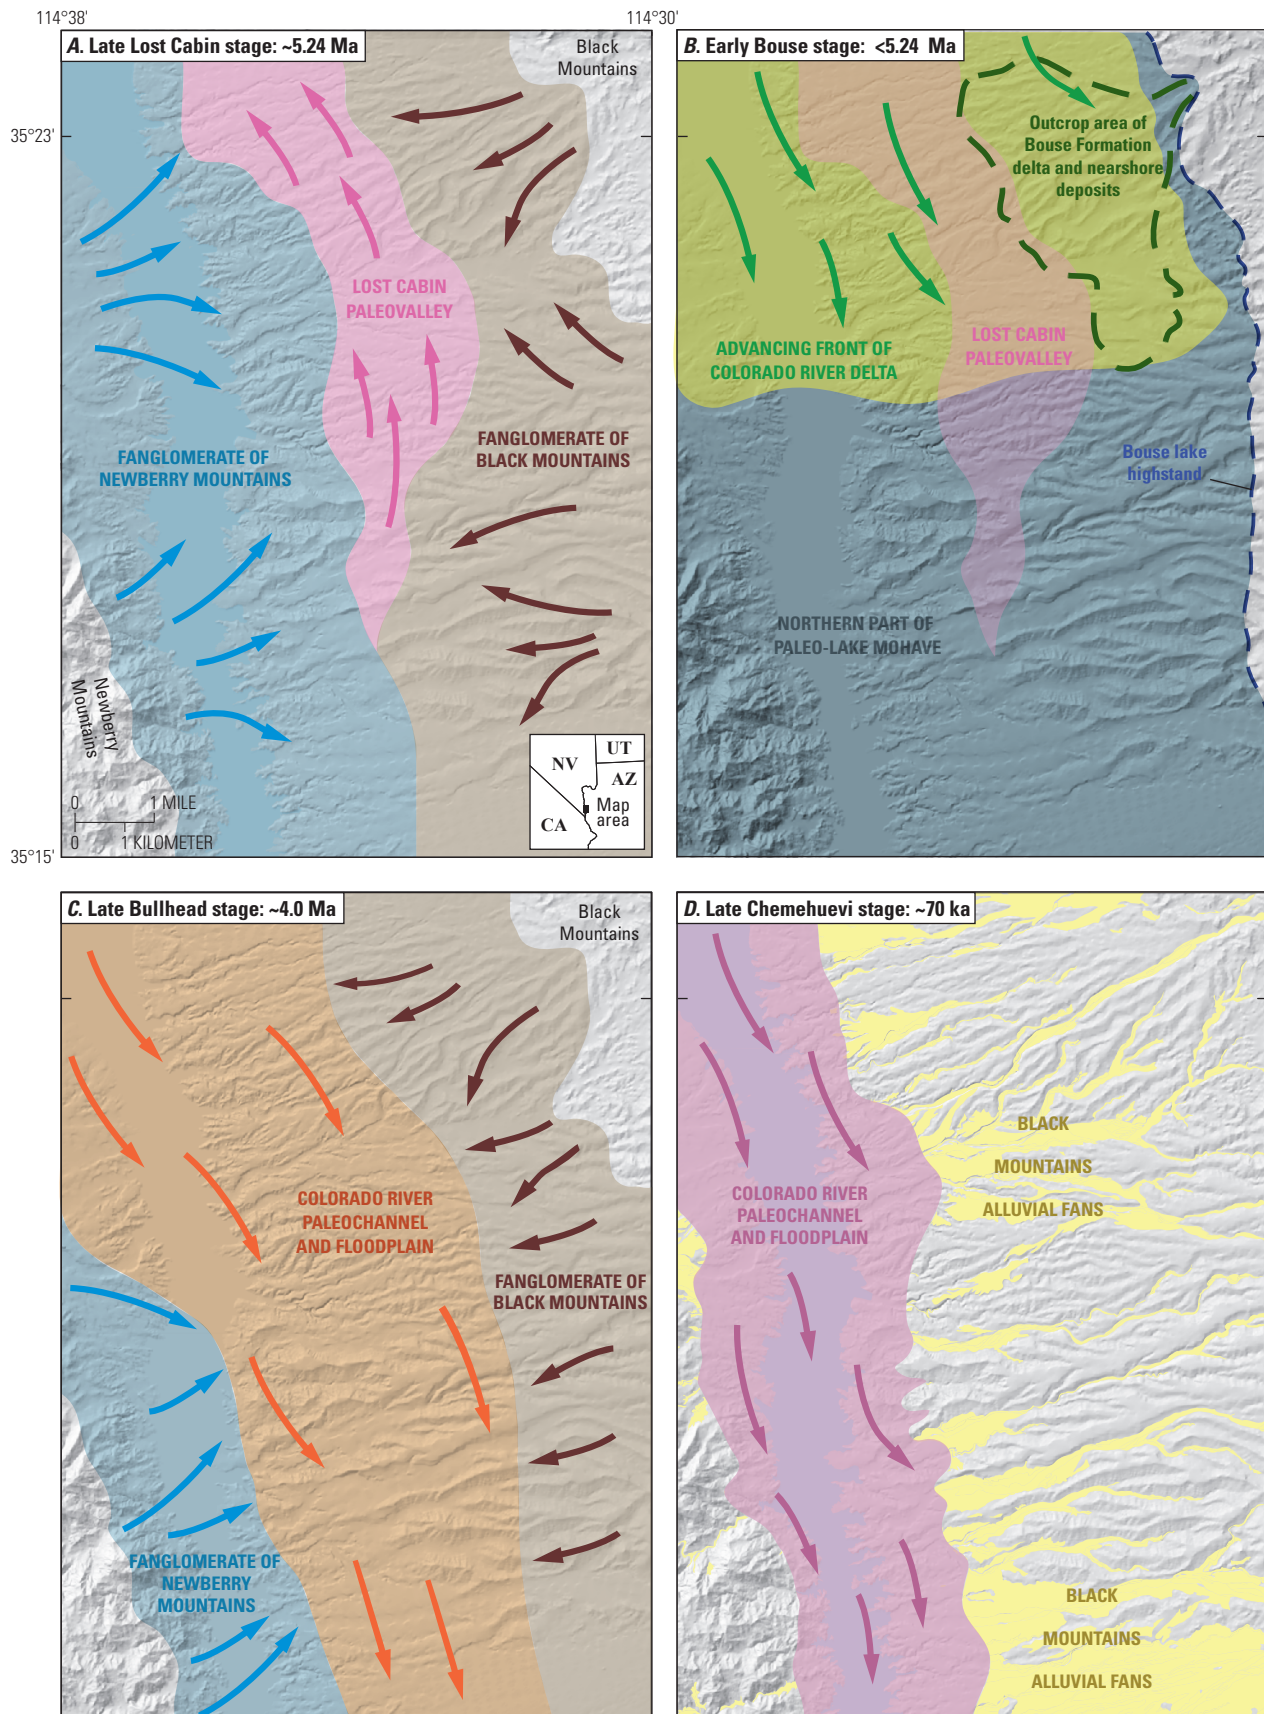 114°38'
114°30'
A. Late Lost Cabin stage: ~5.24 Ma
Black
Mountains
35°23'
LOST CABIN
PALEOVALLEY
FANGLOMERATE OF
BLACK MOUNTAINS
FANGLOMERATE OF
NEWBERRY MOUNTAINS
Newberry
Mountains
0 1 MILE
0 1 KILOMETER
NV
UT
AZ
CA
Map
area
35°15'
B. Early Bouse stage: <5.24 Ma
Outcrop area of
Bouse Formation
delta and nearshore
deposits
ADVANCING FRONT OF
COLORADO RIVER DELTA
LOST CABIN
PALEOVALLEY
Bouse lake
highstand
NORTHERN PART OF
PALEO-LAKE MOHAVE
C. Late Bullhead stage: ~4.0 Ma
Black
Mountains
COLORADO RIVER
PALEOCHANNEL
AND FLOODPLAIN
FANGLOMERATE OF
BLACK MOUNTAINS
FANGLOMERATE OF
NEWBERRY
MOUNTAINS
D. Late Chemehuevi stage: ~70 ka
BLACK
MOUNTAINS
ALLUVIAL FANS
COLORADO RIVER
PALEOCHANNEL
AND FLOODPLAIN
BLACK
MOUNTAINS
ALLUVIAL FANS